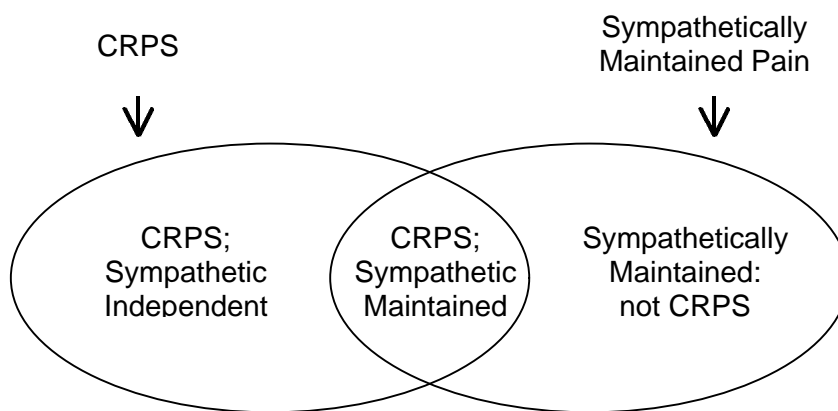 CRPS
Sympathetically
Maintained Pain
CRPS;
Sympathetic
Independent
CRPS;
Sympathetic
Maintained
Sympathetically
Maintained:
not CRPS